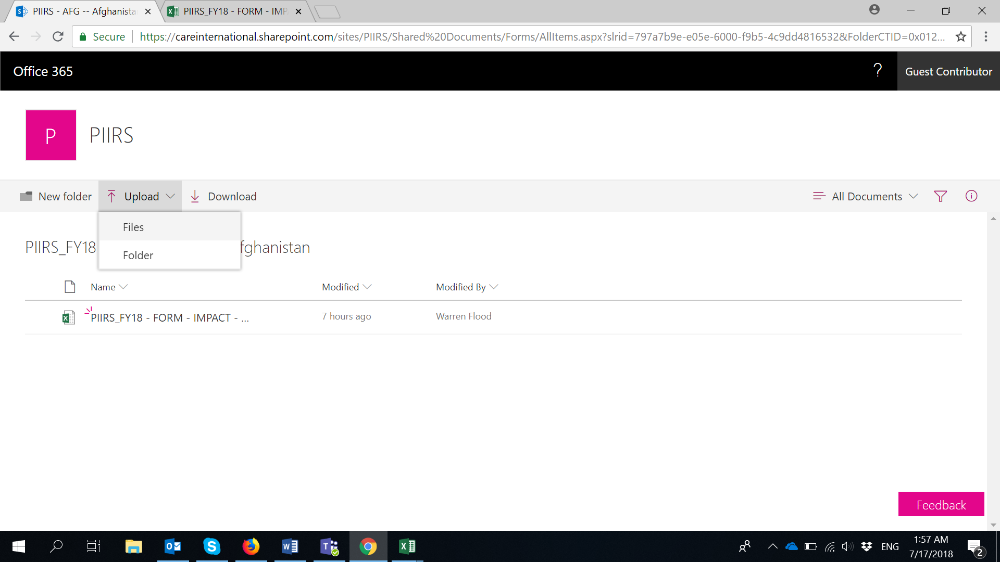 PIIRS - AFG -- Afghanista
PIIRS_FY18 - FORM - IMP
Secure
https://careinternational.sharepoint.com/sites/PIIRS/Shared%20Documents/Forms/AllItems.aspx?slrid=797a7b9e-e05e-6000-f9b5-4c9dd4816532&FolderCTID=0x012...
Office 365
?
Guest Contributor
P
PIIRS
New folder
Upload
Download
All Documents
Files
Folder
PIIRS_FY18
fghanistan
Name
Modified
Modified By
PIIRS_FY18 - FORM - IMPACT - ...
7 hours ago
Warren Flood
Feedback
ENG
1:57 AM
7/17/2018
2